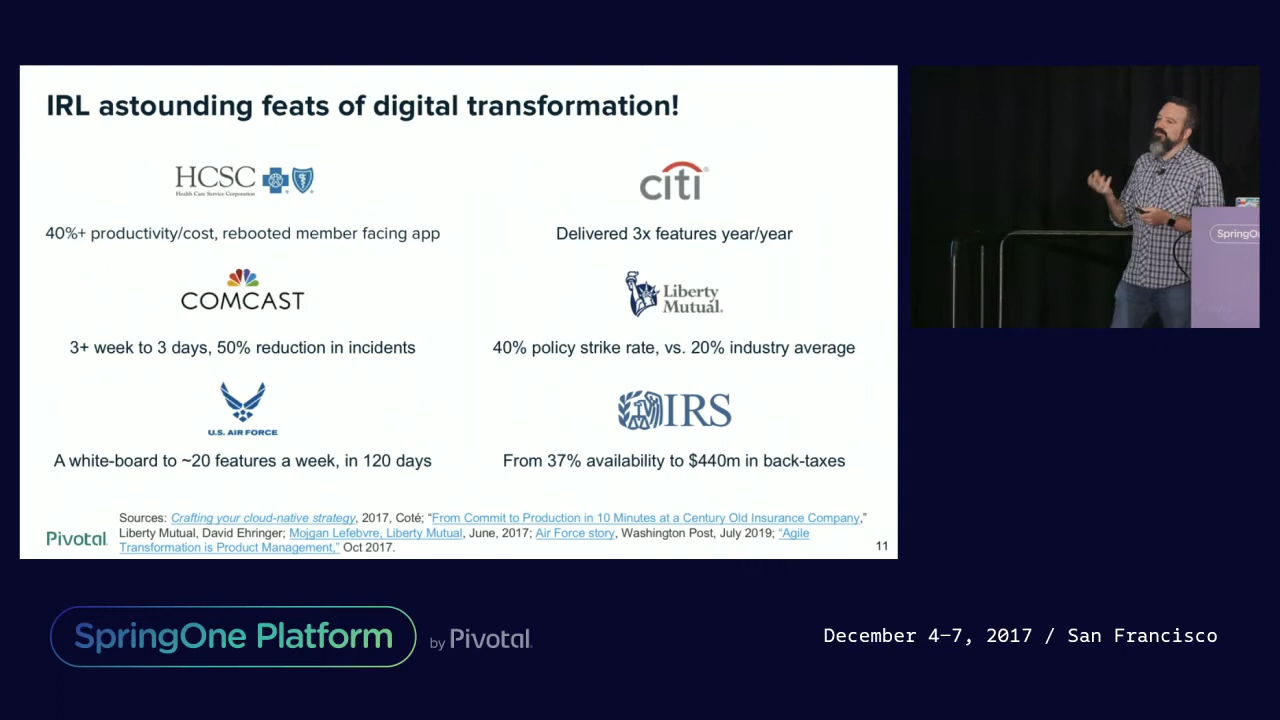 IRL astounding feats of digital transformation!
HCSC
Health Care Service Corporation
citi
40%+ productivity/cost, rebooted member facing app
Delivered 3x features year/year
COMCAST
Liberty
Mutual.
3+ week to 3 days, 50% reduction in incidents
40% policy strike rate, vs. 20% industry average
U.S. AIR FORCE
IRS
A white-board to ~20 features a week, in 120 days
From 37% availability to $440m in back-taxes
Sources: Crafting your cloud-native strategy, 2017, Coté; “From Commit to Production in 10 Minutes at a Century Old Insurance Company,”
Liberty Mutual, David Ehringer; Mojgan Lefebvre, Liberty Mutual, June, 2017; Air Force story, Washington Post, July 2019; “Agile
Transformation is Product Management,” Oct 2017.
Pivotal
11
SpringO
SpringOne Platform
by Pivotal.
December 4–7, 2017 / San Francisco